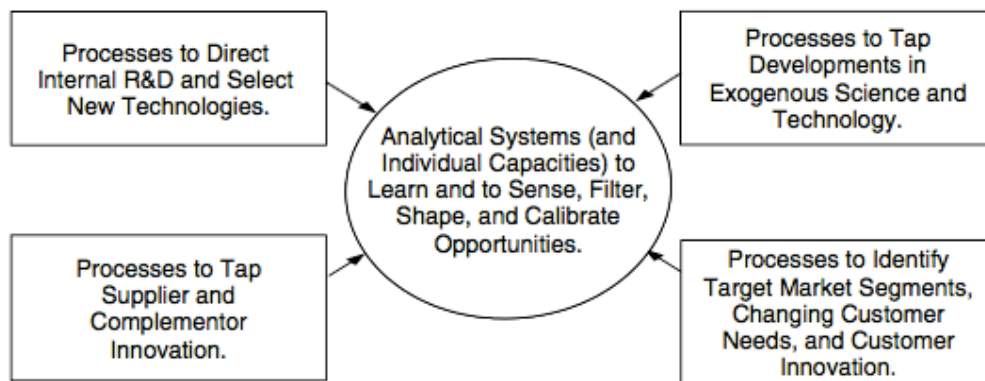 Processes to Direct
Internal R&D and Select
New Technologies.
Processes to Tap
Developments in
Exogenous Science and
Technology.
Analytical Systems (and
Individual Capacities) to
Learn and to Sense, Filter,
Shape, and Calibrate
Opportunities.
Processes to Tap
Supplier and
Complementor
Innovation.
Processes to Identify
Target Market Segments,
Changing Customer
Needs, and Customer
Innovation.